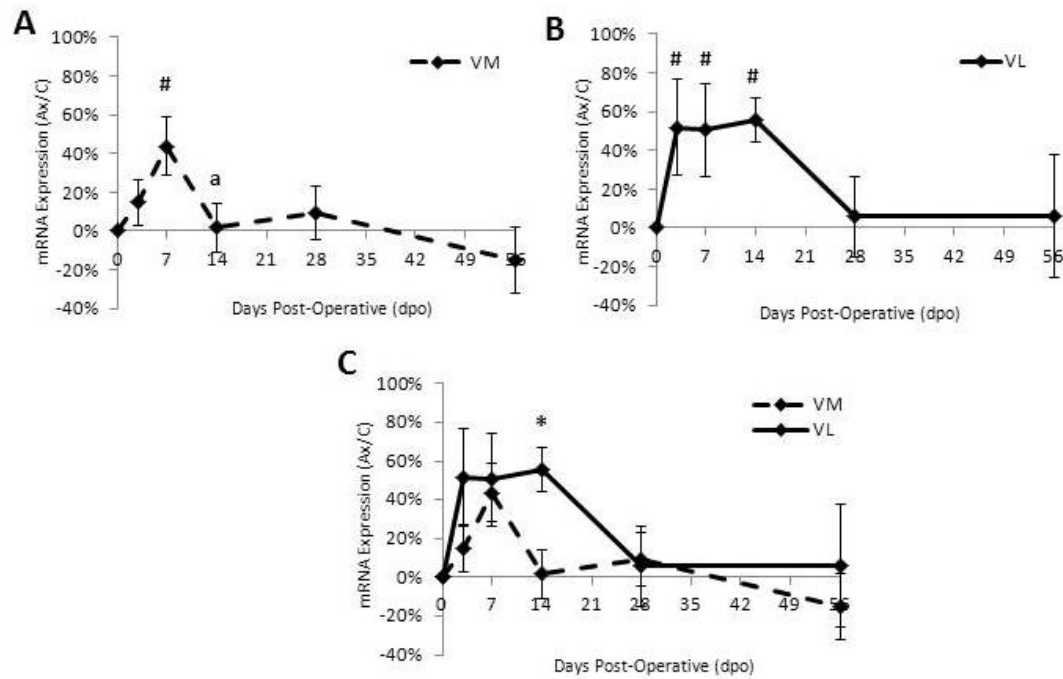 A
VM
mRNA Expression (Ax/C)
100%
80%
60%
40%
20%
0%
-20%
-40%
#
a
0 7 14 21 28 35 42 49 56
Days Post-Operative (dpo)
B
VL
mRNA Expression (Ax/C)
100%
80%
60%
40%
20%
0%
-20%
-40%
# # #
0 7 14 21 28 35 42 49 56
Days Post-Operative (dpo)
C
VM
VL
mRNA Expression (Ax/C)
100%
80%
60%
40%
20%
0%
-20%
-40%
*
0 7 14 21 28 35 42 49 56
Days Post-Operative (dpo)